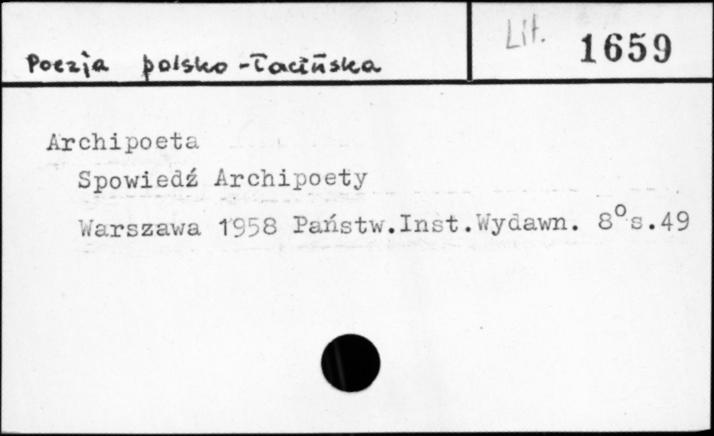 Poezja polsko-łacińska
Lit. 1659
Archipoeta
Spowiedź Archipoety
Warszawa 1958 Państw.Inst.Wydawn. 8° s.49